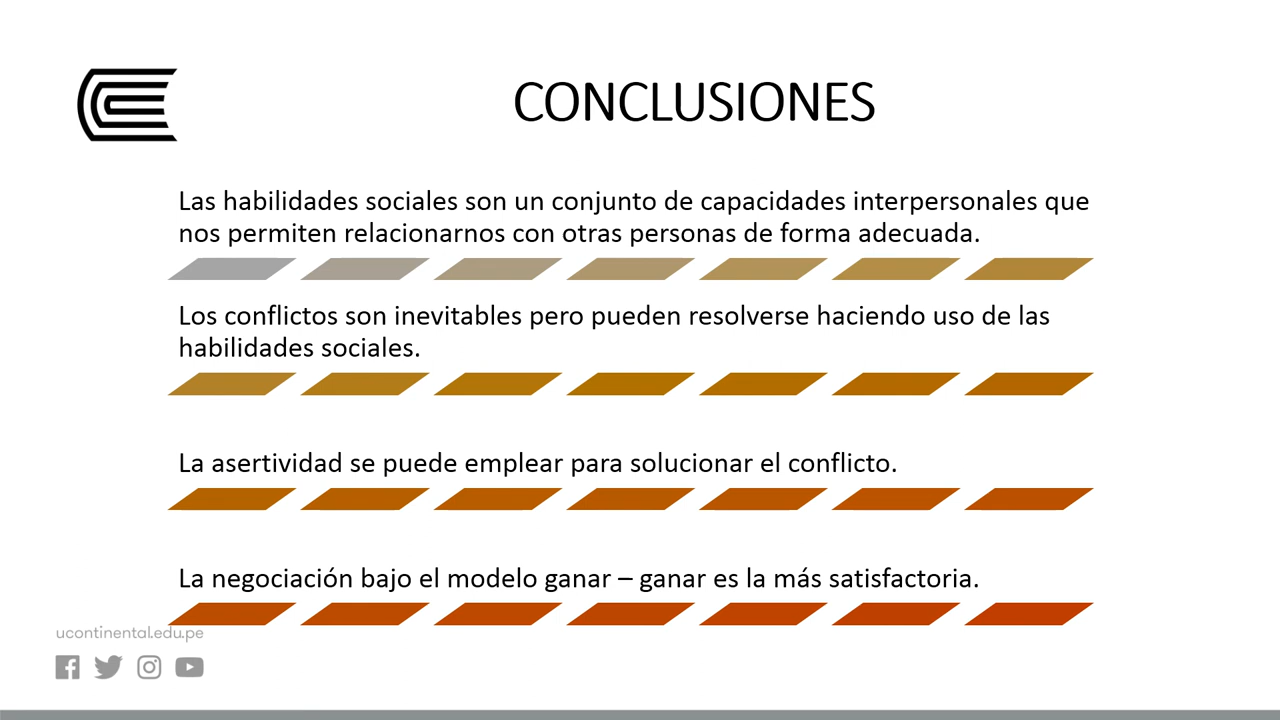 CONCLUSIONES
Las habilidades sociales son un conjunto de capacidades interpersonales que
nos permiten relacionarnos con otras personas de forma adecuada.
Los conflictos son inevitables pero pueden resolverse haciendo uso de las
habilidades sociales.
La asertividad se puede emplear para solucionar el conflicto.
La negociación bajo el modelo ganar – ganar es la más satisfactoria.
ucontinental.edu.pe